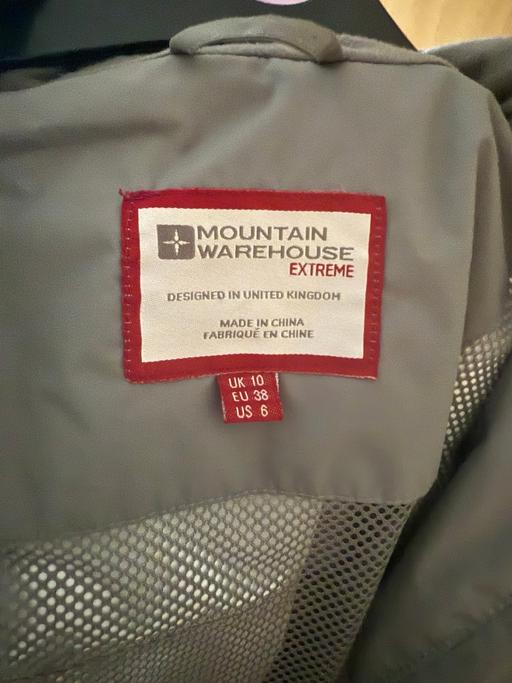 MOUNTAIN
WAREHOUSE
EXTREME
DESIGNED IN UNITED KINGDOM
MADE IN CHINA
FABRIQUÉ EN CHINE
UK 10
EU 38
US 6